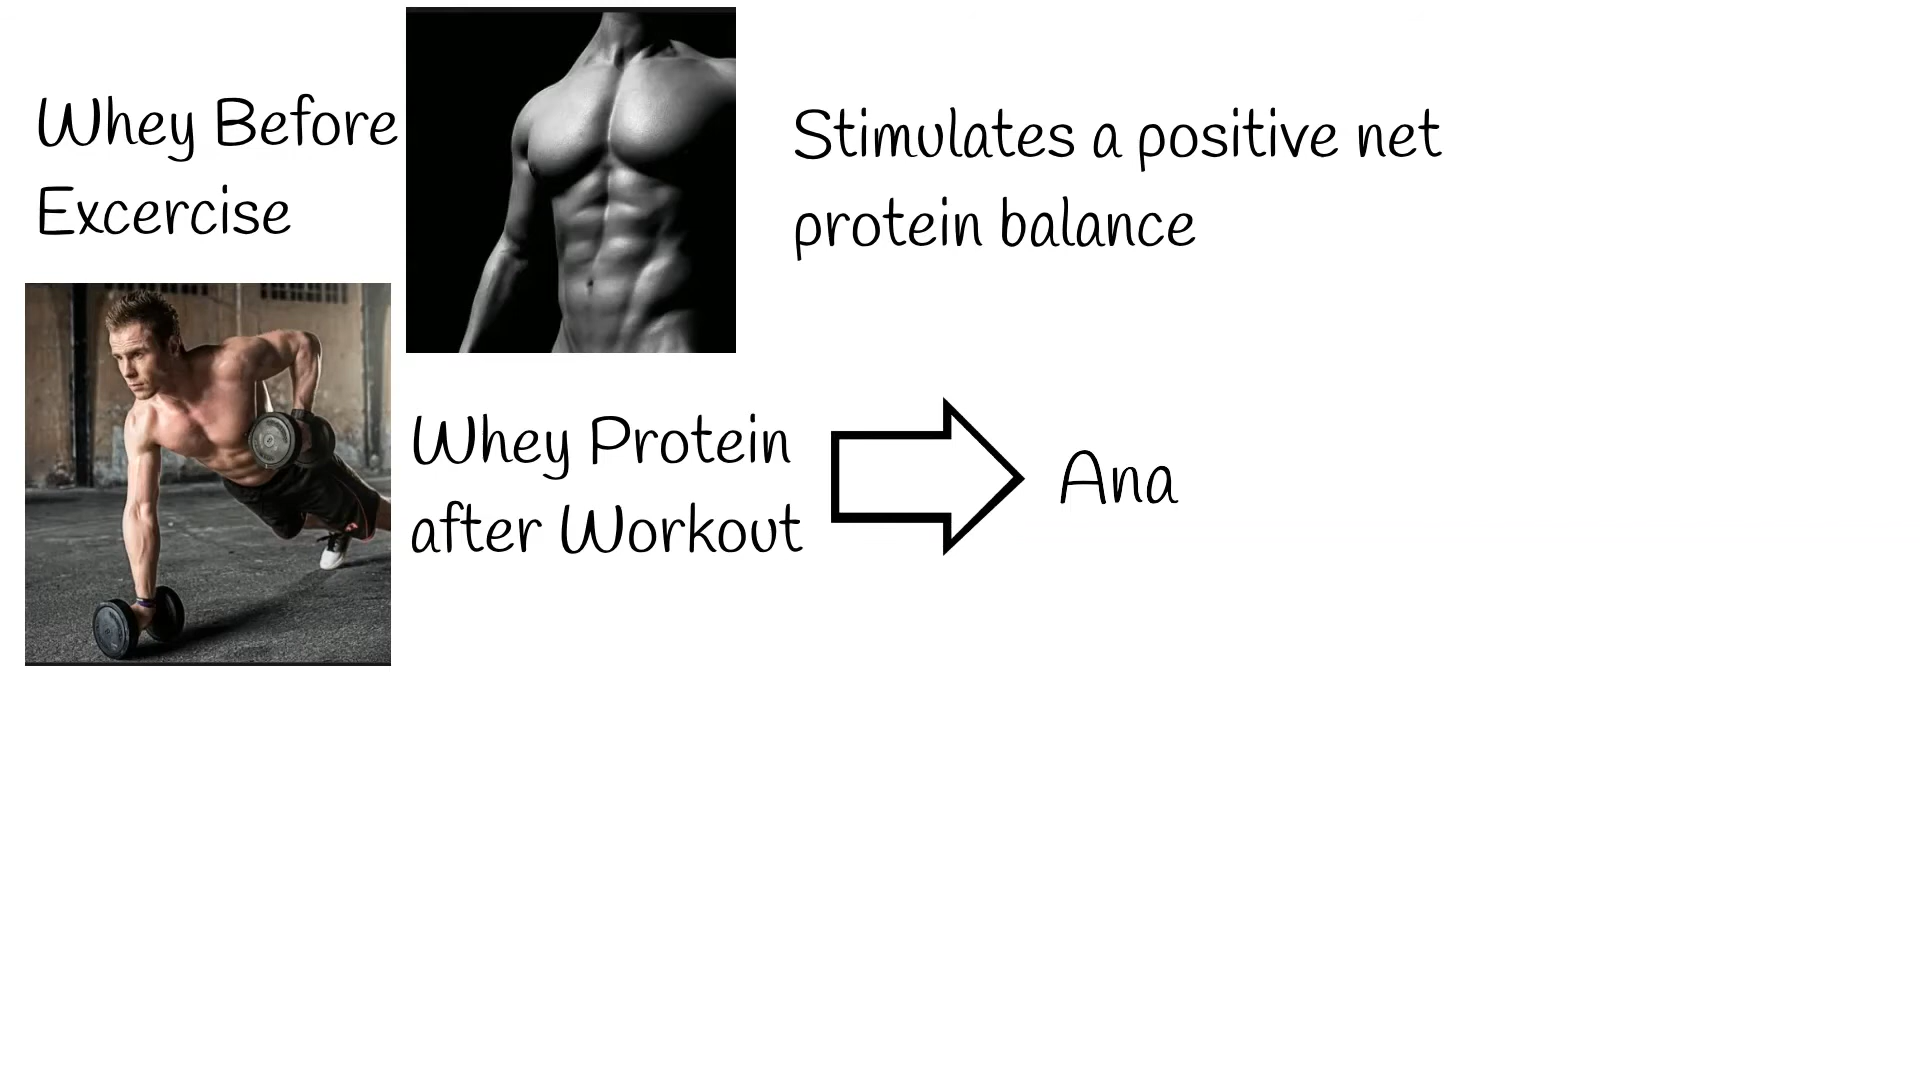 Whey Before
Excercise
Stimulates a positive net
protein balance
Whey Protein
after Workout
Ana